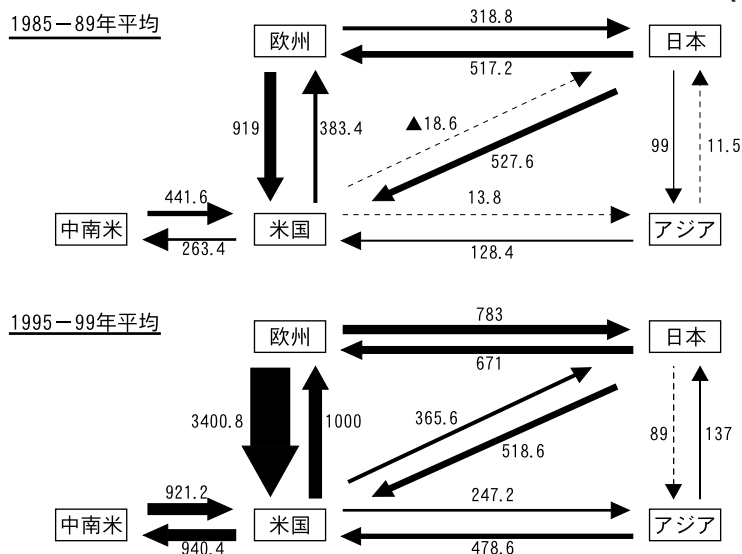 1985－89年平均
318.8
欧州
日本
517.2
919
383.4
▲18.6
527.6
99
11.5
441.6
13.8
中南米
米国
アジア
263.4
128.4
1995－99年平均
783
欧州
日本
671
3400.8
1000
365.6
518.6
89
137
921.2
247.2
中南米
米国
アジア
940.4
478.6